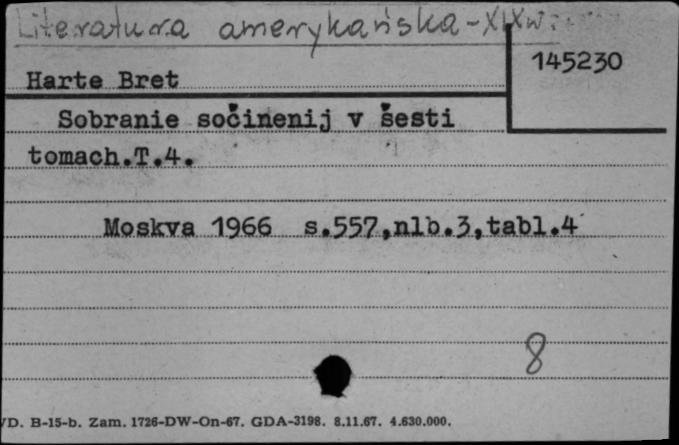 Literatura amerykańska-XIXw.
145230
Harte Bret
Sobranie sočinenij v šesti
tomach.T.4.
Moskva 1966 s.557,nlb.3,tabl.4
8
VD. B-15-b. Zam. 1726-DW-On-67. GDA-3198. 8.11.67. 4.630.000.